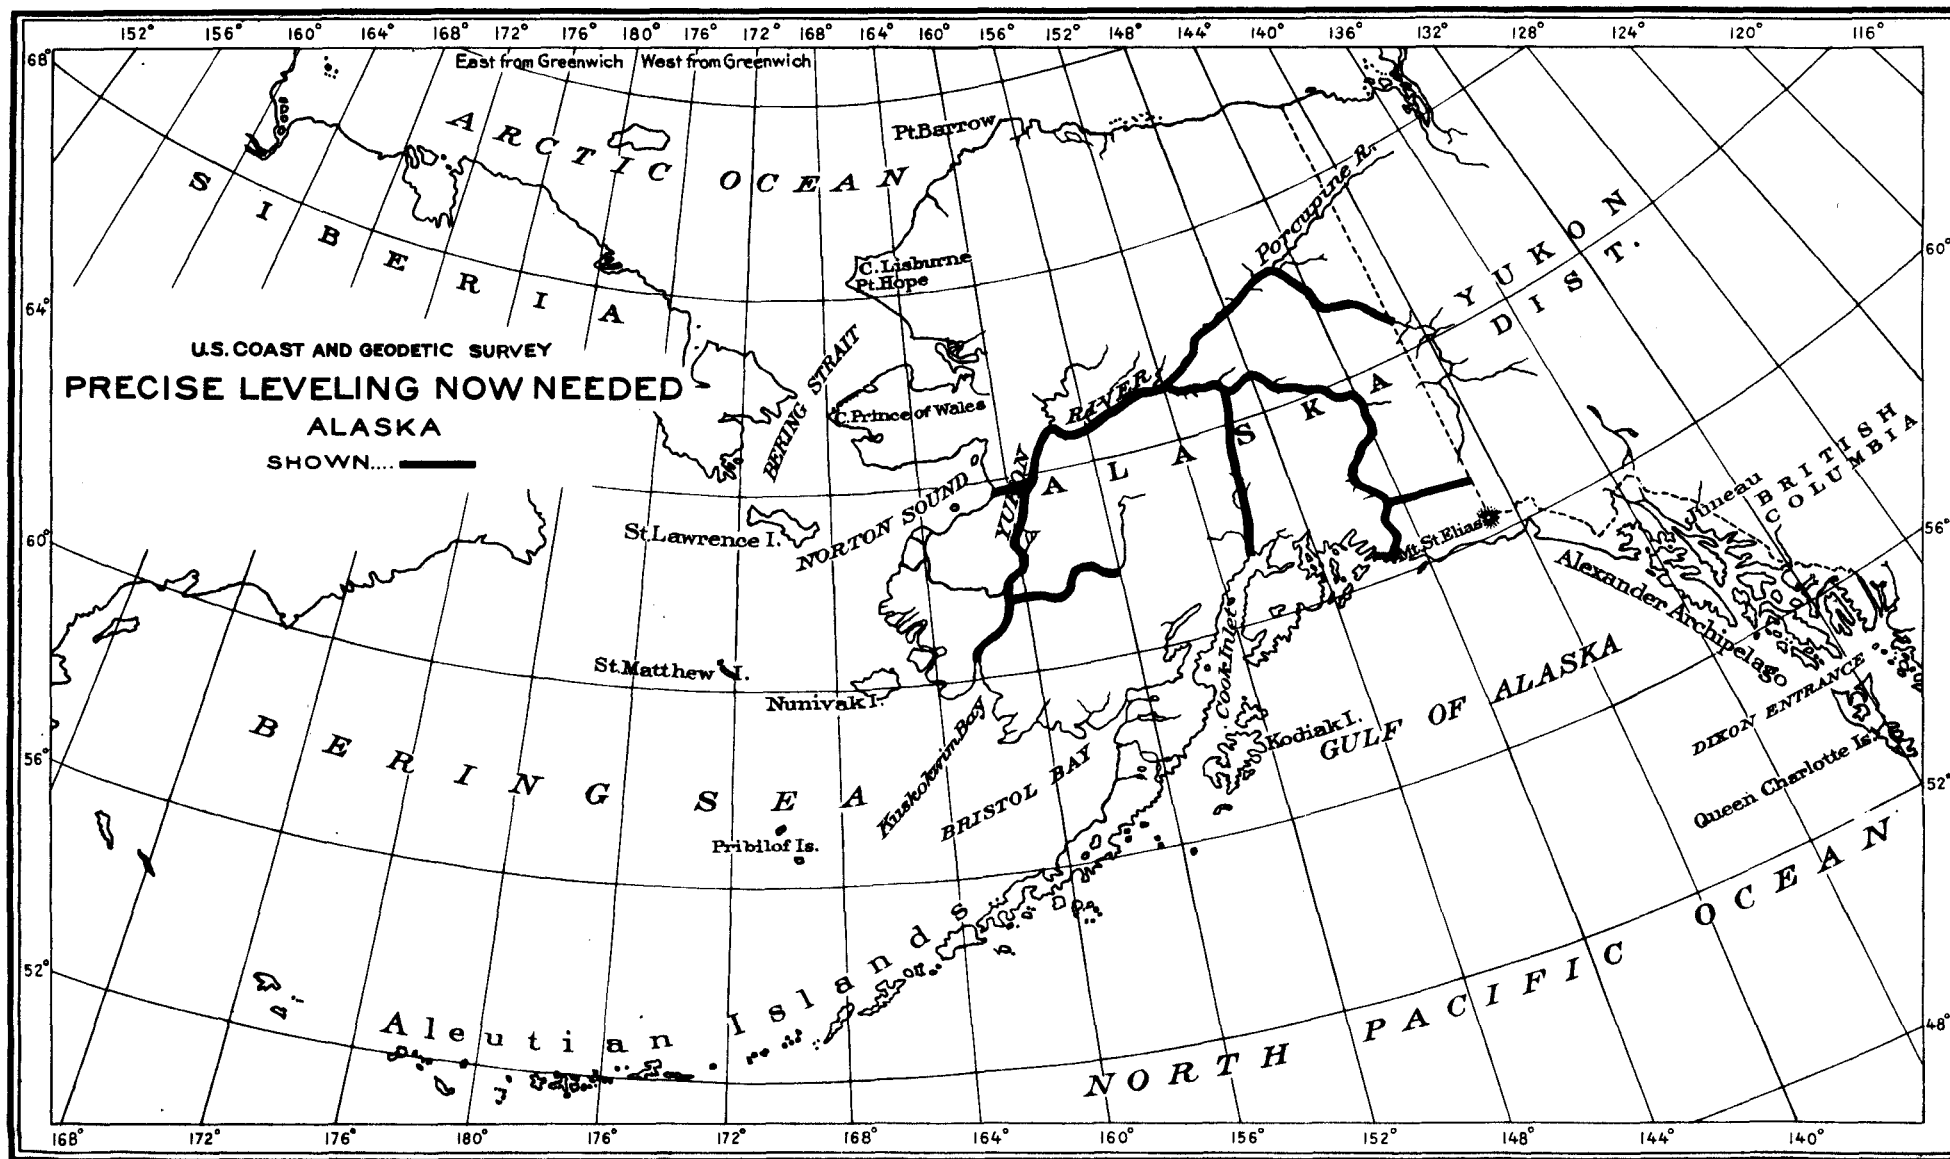 152° 156° 160° 164° 168° 172° 176° 180° 176° 172° 168° 164° 160° 156° 152° 148° 144° 140° 136° 132° 128° 124° 120° 116°
East from Greenwich West from Greenwich
68°
ARCTIC OCEAN
Pt. Barrow
SIBERIA
Porcupine R.
YUKON
DIST.
60°
C. Lisburne
Pt. Hope
64°
U.S. COAST AND GEODETIC SURVEY
PRECISE LEVELING NOW NEEDED
ALASKA
SHOWN....
BERING STRAIT
C. Prince of Wales
YUKON RIVER
ALASKA
BRITISH
COLUMBIA
Juneau
NORTON SOUND
St. Lawrence I.
Mt. St. Elias
60°
56°
Alexander Archipelago
St. Matthew I.
Nunivak I.
Cook Inlet
Kuskokwim Bay
BRISTOL BAY
Kodiak I.
GULF OF ALASKA
DIXON ENTRANCE
Queen Charlotte Is.
56°
52°
BERING SEA
Pribilof Is.
52°
Aleutian Islands
NORTH PACIFIC OCEAN
48°
168° 172° 176° 180° 176° 172° 168° 164° 160° 156° 152° 148° 144° 140°